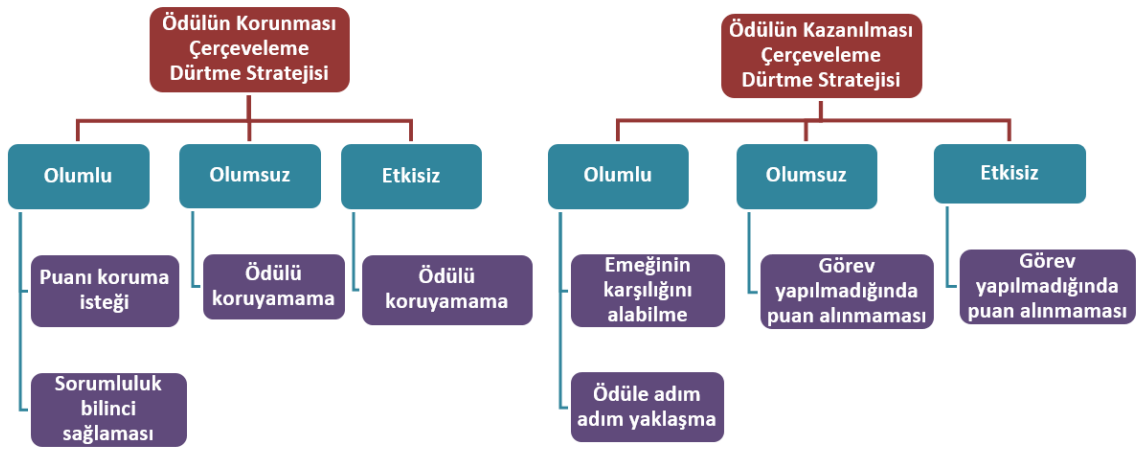 Ödülün Korunması
Çerçeveleme
Dürtme Stratejisi
Olumlu
Olumsuz
Etkisiz
Puanı koruma
isteği
Ödülü
koruyamama
Ödülü
koruyamama
Sorumluluk
bilinci
sağlaması
Ödülün Kazanılması
Çerçeveleme
Dürtme Stratejisi
Olumlu
Olumsuz
Etkisiz
Emeğinin
karşılığını
alabilme
Görev
yapılmadığında
puan alınmaması
Görev
yapılmadığında
puan alınmaması
Ödüle adım
adım yaklaşma